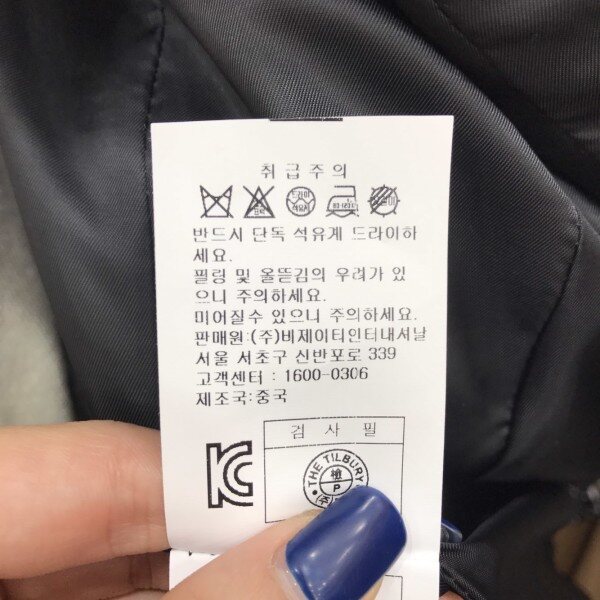 취급주의
반드시 단독 석유계 드라이하
세요.
필링 및 올뜯김의 우려가 있
으니 주의하세요.
미어질수 있으니 주의하세요.
판매원:(주)비제이티인터내셔날
서울 서초구 신반포로 339
고객센터 : 1600-0306
제조국:중국
검 사 필
THE TILBURY
P